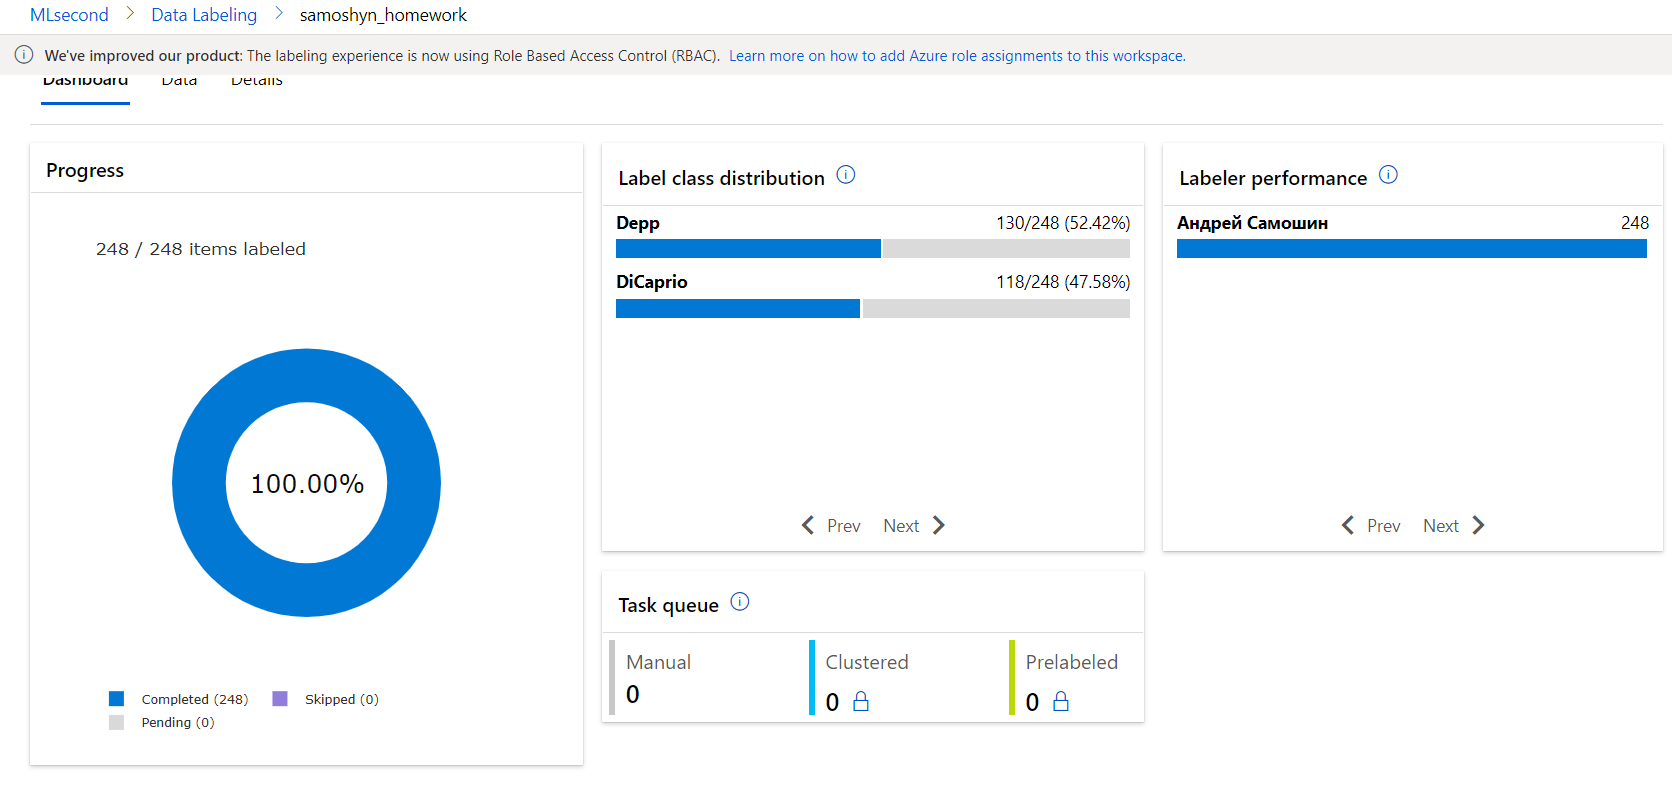 MLsecond > Data Labeling > samoshyn_homework
We've improved our product: The labeling experience is now using Role Based Access Control (RBAC). Learn more on how to add Azure role assignments to this workspace.
Dashboard Data Details
Progress
248 / 248 items labeled
100.00%
Completed (248) Skipped (0)
Pending (0)
Label class distribution
Depp 130/248 (52.42%)
DiCaprio 118/248 (47.58%)
Prev Next
Labeler performance
Андрей Самошин 248
Prev Next
Task queue
Manual Clustered Prelabeled
0 0 0